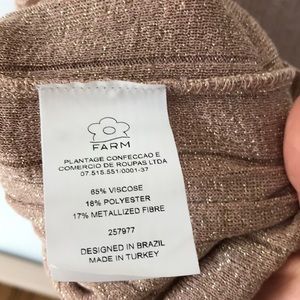 FARM
PLANTAGE CONFECCAO E
COMERCIO DE ROUPAS LTDA
07.515.551/0001-37
65% VISCOSE
18% POLYESTER
17% METALLIZED FIBRE
257977
DESIGNED IN BRAZIL
MADE IN TURKEY